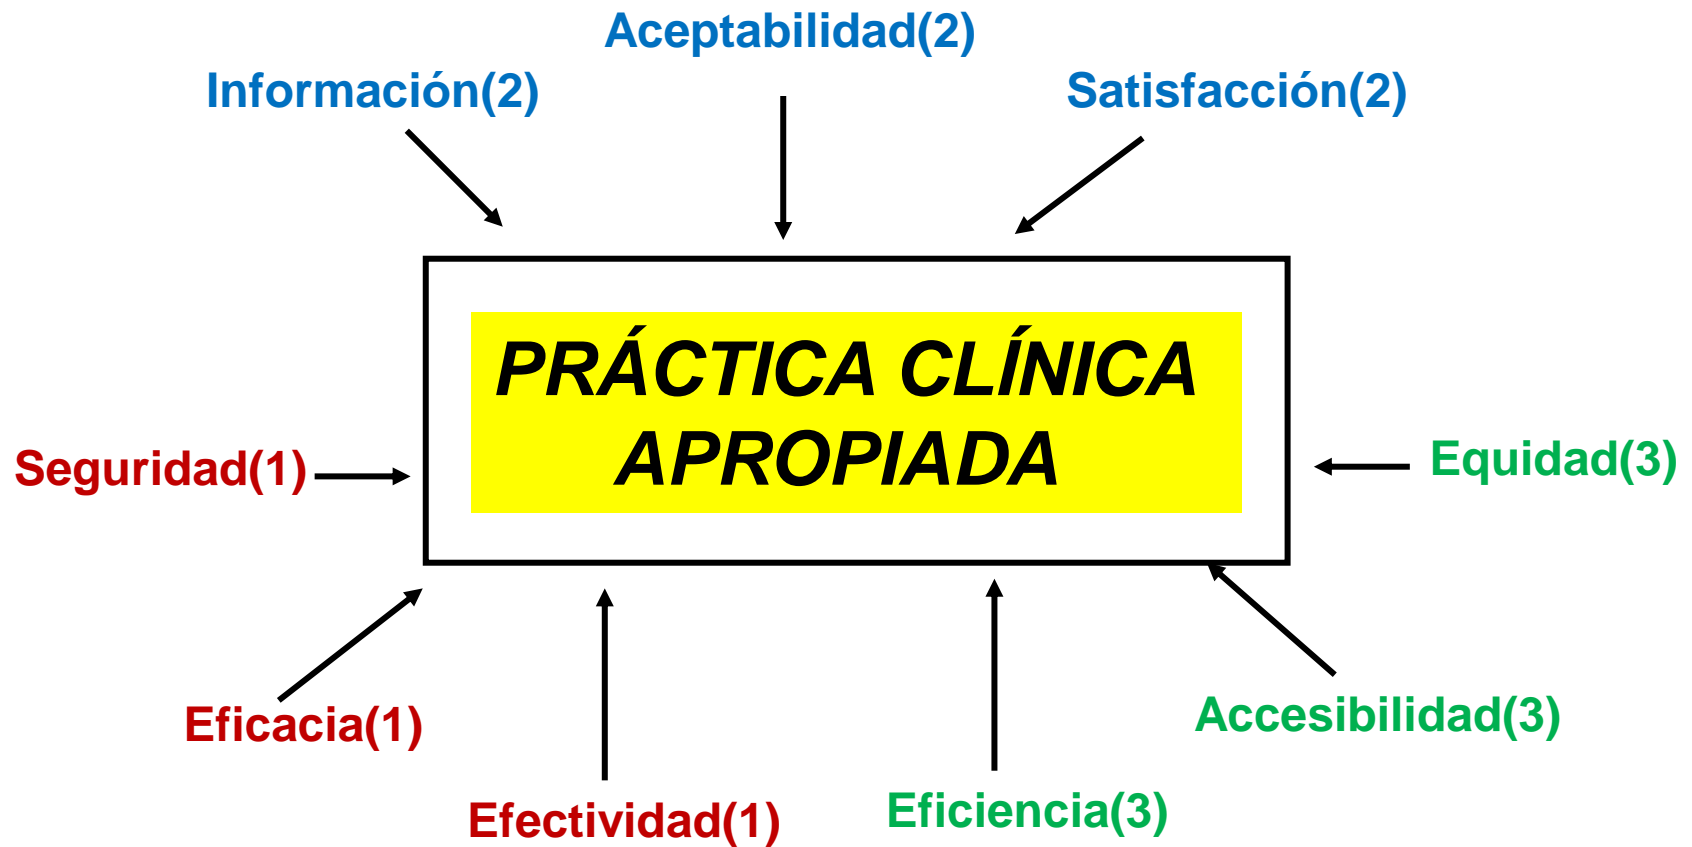 Aceptabilidad(2)
Información(2)
Satisfacción(2)
PRÁCTICA CLÍNICA
APROPIADA
Seguridad(1)
Equidad(3)
Eficacia(1)
Accesibilidad(3)
Efectividad(1)
Eficiencia(3)